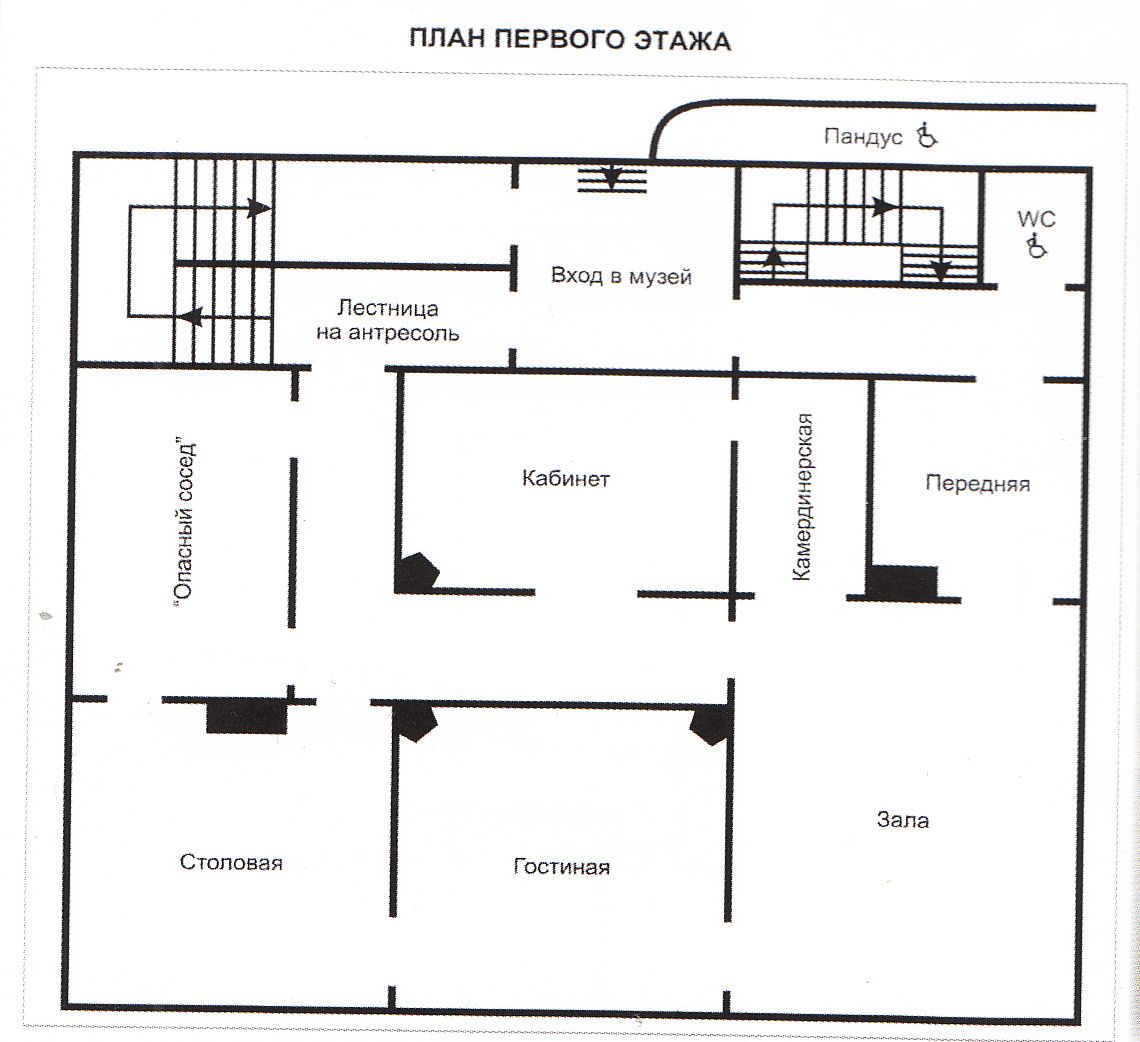 ПЛАН ПЕРВОГО ЭТАЖА
Пандус
WC
Вход в музей
Лестница
на антресоль
"Опасный сосед"
Кабинет
Камердинерская
Передняя
Зала
Столовая
Гостиная